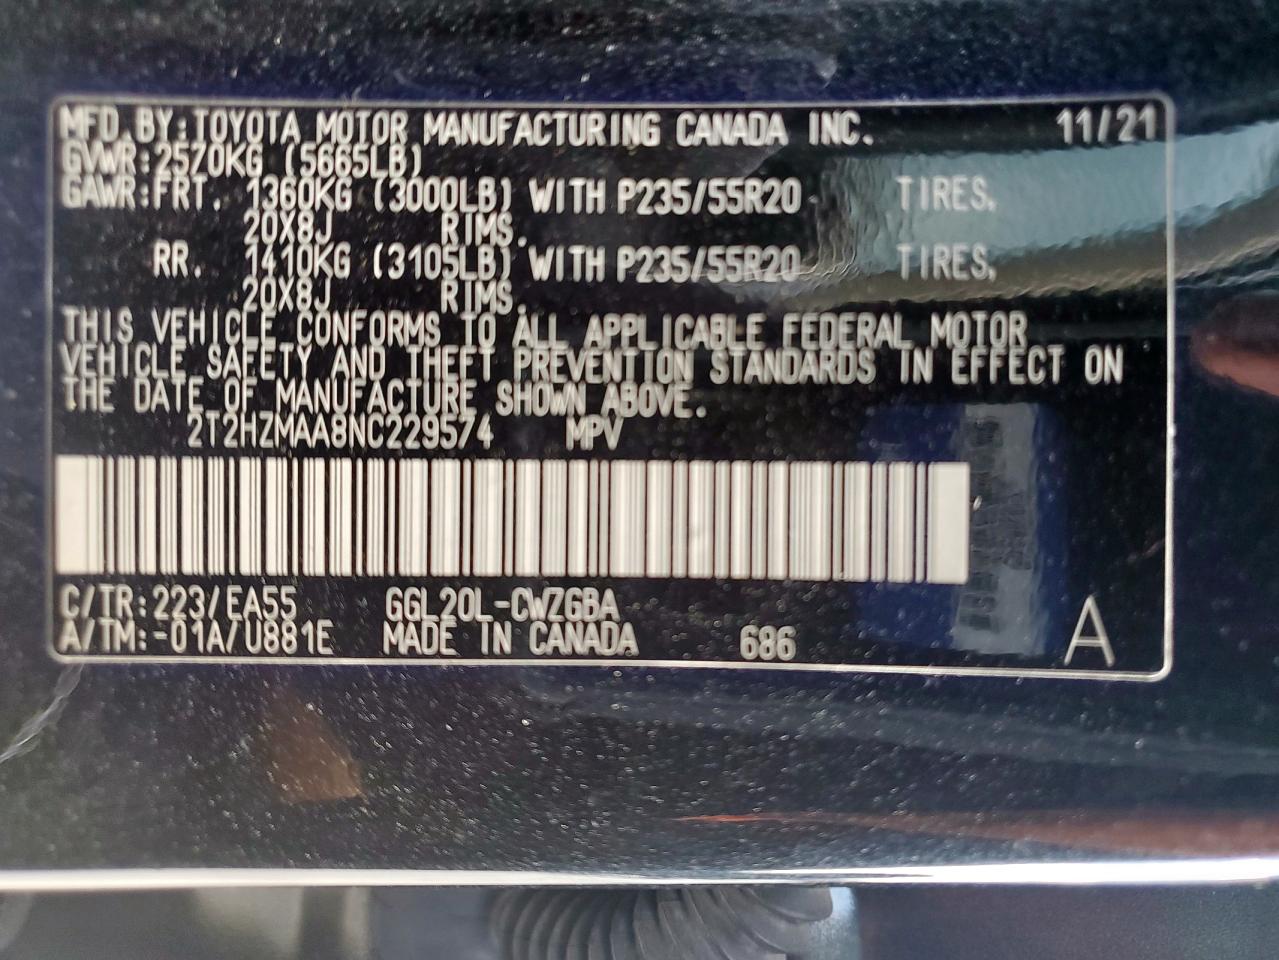 MFD.BY:TOYOTA MOTOR MANUFACTURING CANADA INC. 11/21
GVWR:2570KG (5665LB)
GAWR:FRT. 1360KG (3000LB) WITH P235/55R20 TIRES,
20X8J RIMS.
RR. 1410KG (3105LB) WITH P235/55R20 TIRES,
20X8J RIMS.
THIS VEHICLE CONFORMS TO ALL APPLICABLE FEDERAL MOTOR
VEHICLE SAFETY AND THEFT PREVENTION STANDARDS IN EFFECT ON
THE DATE OF MANUFACTURE SHOWN ABOVE.
2T2HZMAA8NC229574 MPV
C/TR:223/EA55 GGL20L-CWZGBA
A/TM:-01A/U881E MADE IN CANADA 686 A